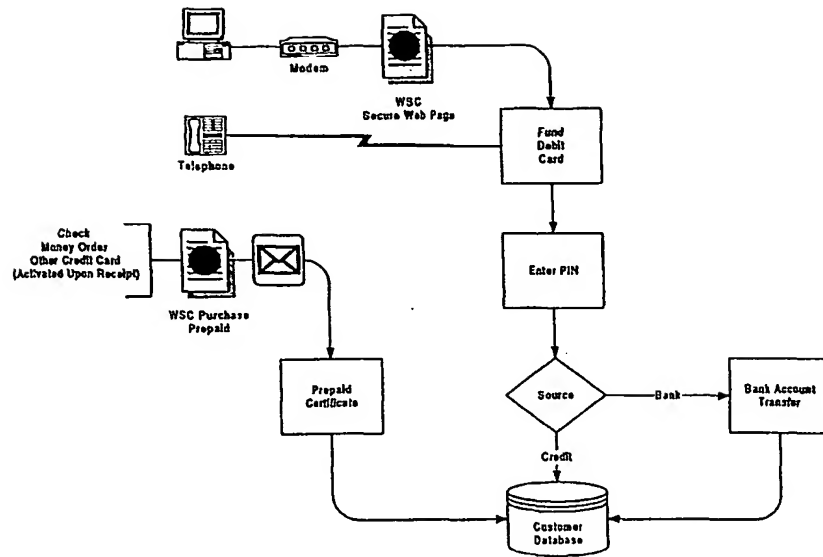 Modem
WSC
Secure Web Page
Telephone
Fund
Debit
Card
Check
Money Order
Other Credit Card
(Activated Upon Receipt)
WSC Purchase
Prepaid
Enter PIN
Prepaid
Certificate
Source
Bank
Bank Account
Transfer
Credit
Customer
Database